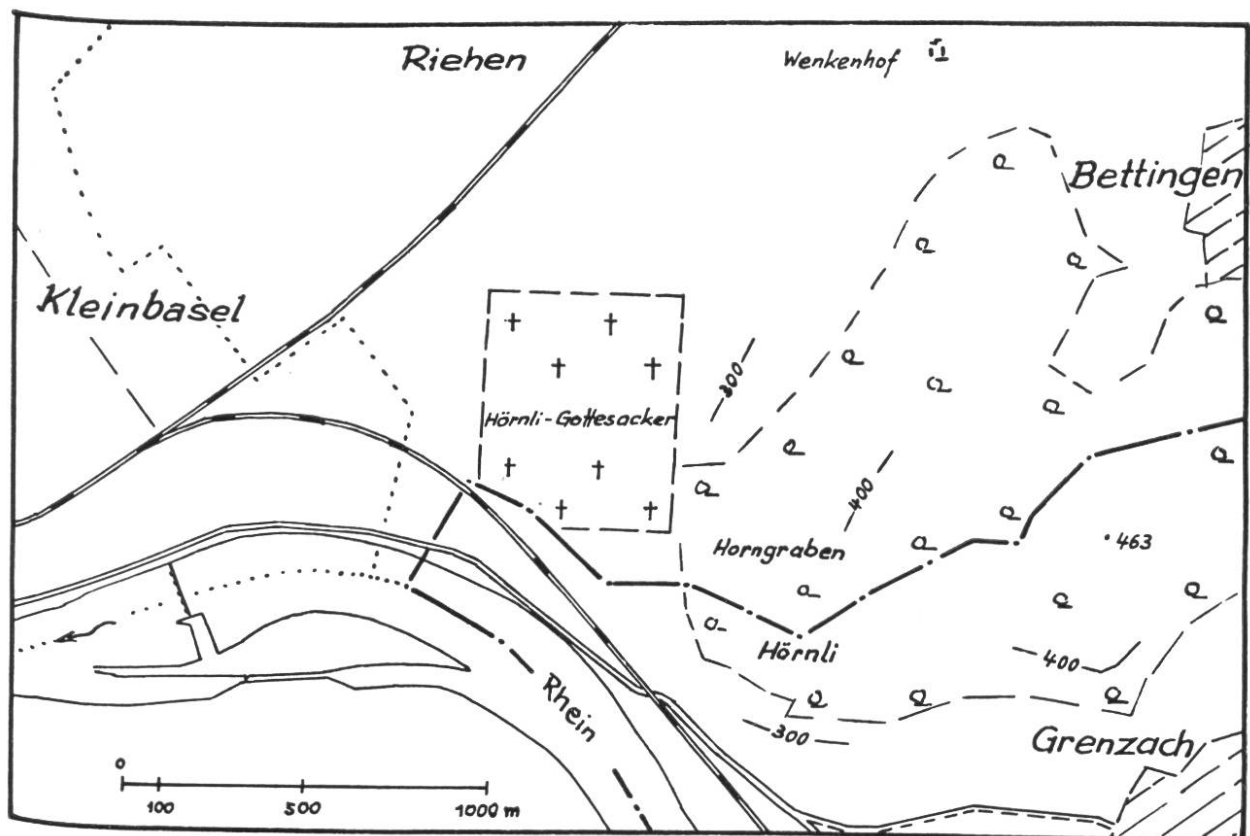 Riehen
Wenkenhof
Bettingen
Kleinbasel
300
Hörnli-Gottesacker
400
Horngraben
463
Hörnli
400
Rhein
300
Grenzach
0
100 500 1000 m